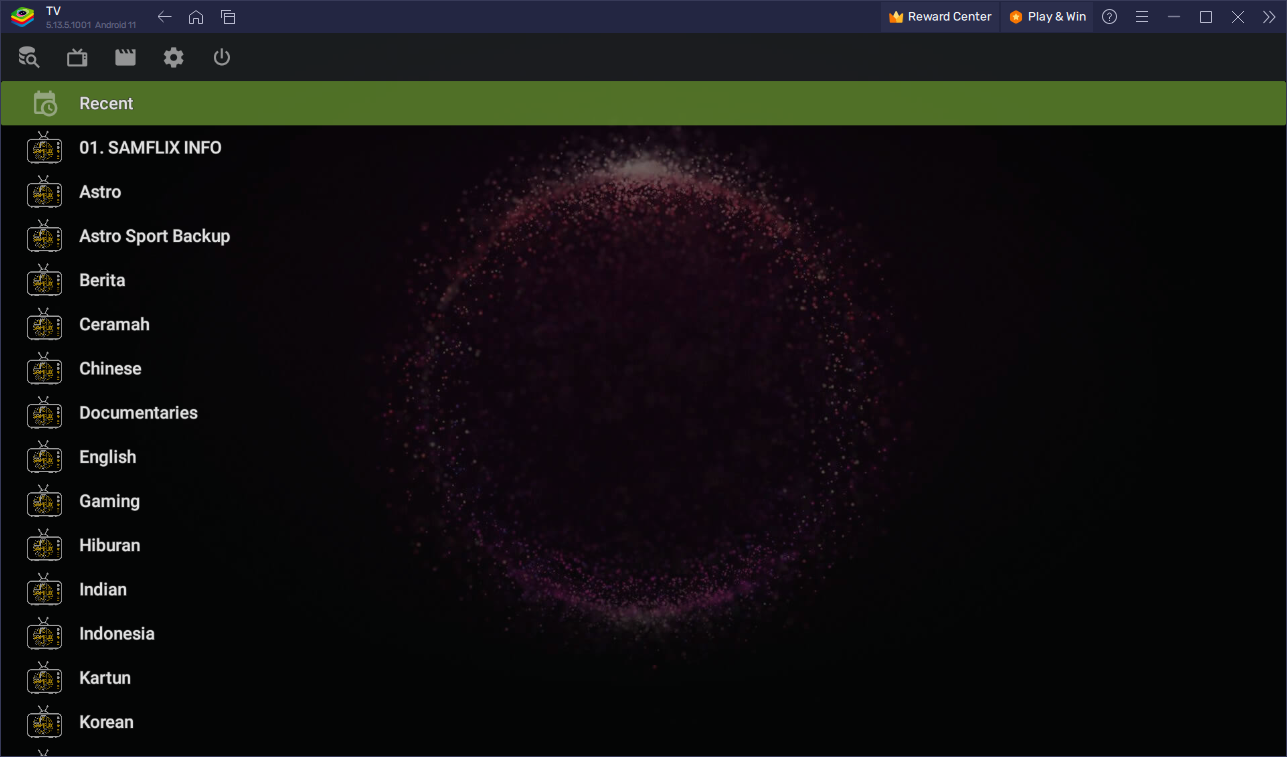 TV
5.13.5.1001 Android 11
Reward Center
Play & Win
Recent
01. SAMFLIX INFO
Astro
Astro Sport Backup
Berita
Ceramah
Chinese
Documentaries
English
Gaming
Hiburan
Indian
Indonesia
Kartun
Korean